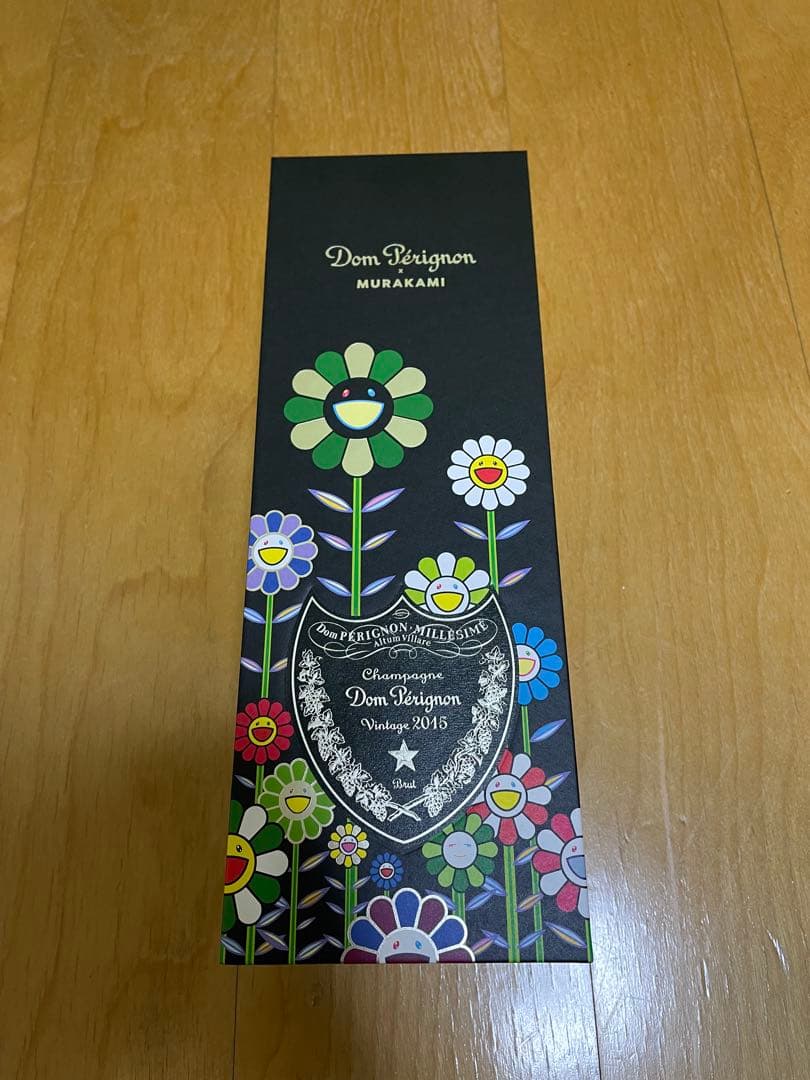 Dom Pérignon
x
MURAKAMI
Dom PÉRIGNON·MILLÉSIMÉ
Altum Villare
Champagne
Dom Pérignon
Vintage 2015
Brut